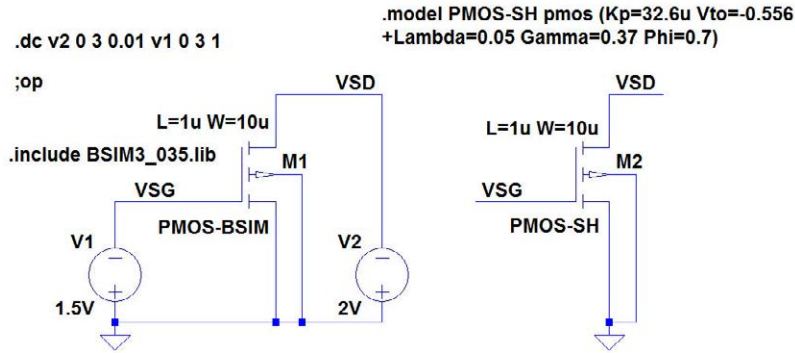 .model PMOS-SH pmos (Kp=32.6u Vto=-0.556
+Lambda=0.05 Gamma=0.37 Phi=0.7)
.dc v2 0 3 0.01 v1 0 3 1
;op
VSD
VSD
L=1u W=10u
L=1u W=10u
.include BSIM3_035.lib
M1
M2
VSG
VSG
PMOS-BSIM
PMOS-SH
V1
V2
1.5V
2V